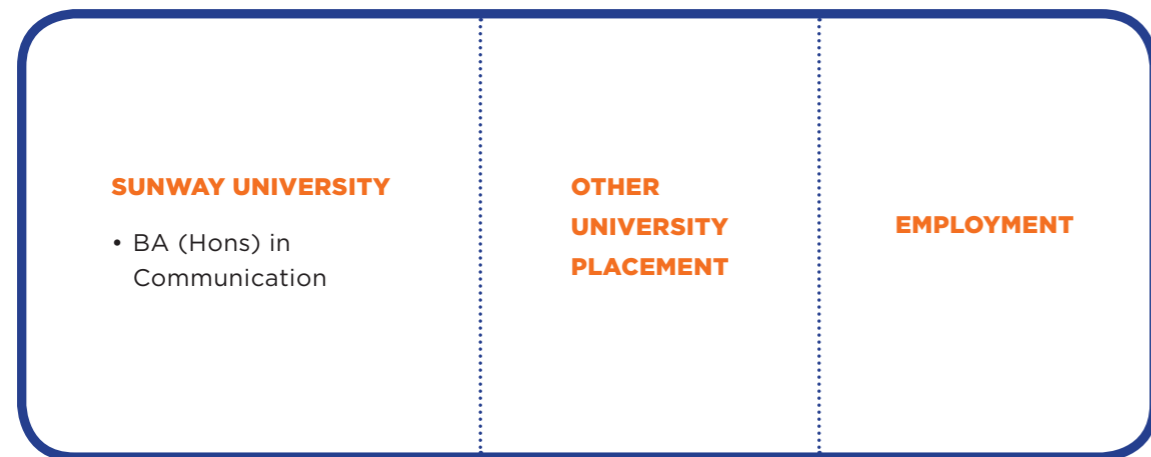 SUNWAY UNIVERSITY
• BA (Hons) in
Communication
OTHER
UNIVERSITY
PLACEMENT
EMPLOYMENT